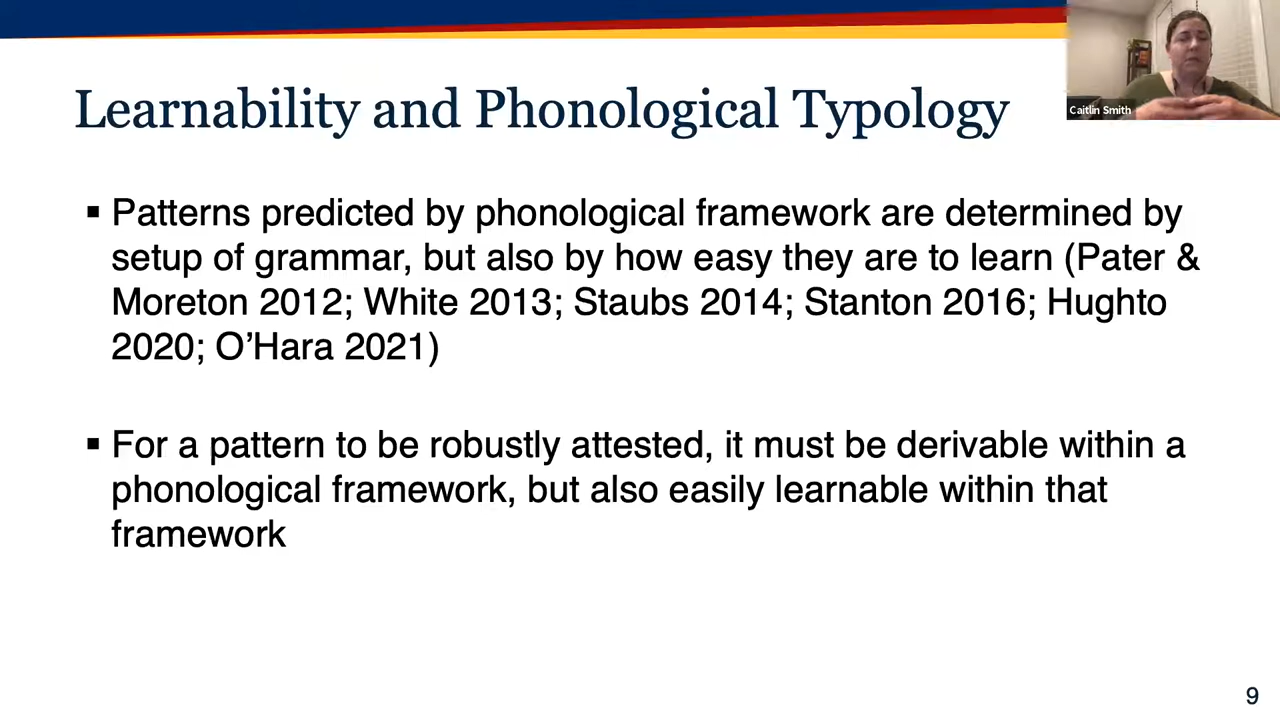 Caitlin Smith
Learnability and Phonological Typology
▪ Patterns predicted by phonological framework are determined by
setup of grammar, but also by how easy they are to learn (Pater &
Moreton 2012; White 2013; Staubs 2014; Stanton 2016; Hughto
2020; O’Hara 2021)
▪ For a pattern to be robustly attested, it must be derivable within a
phonological framework, but also easily learnable within that
framework
9